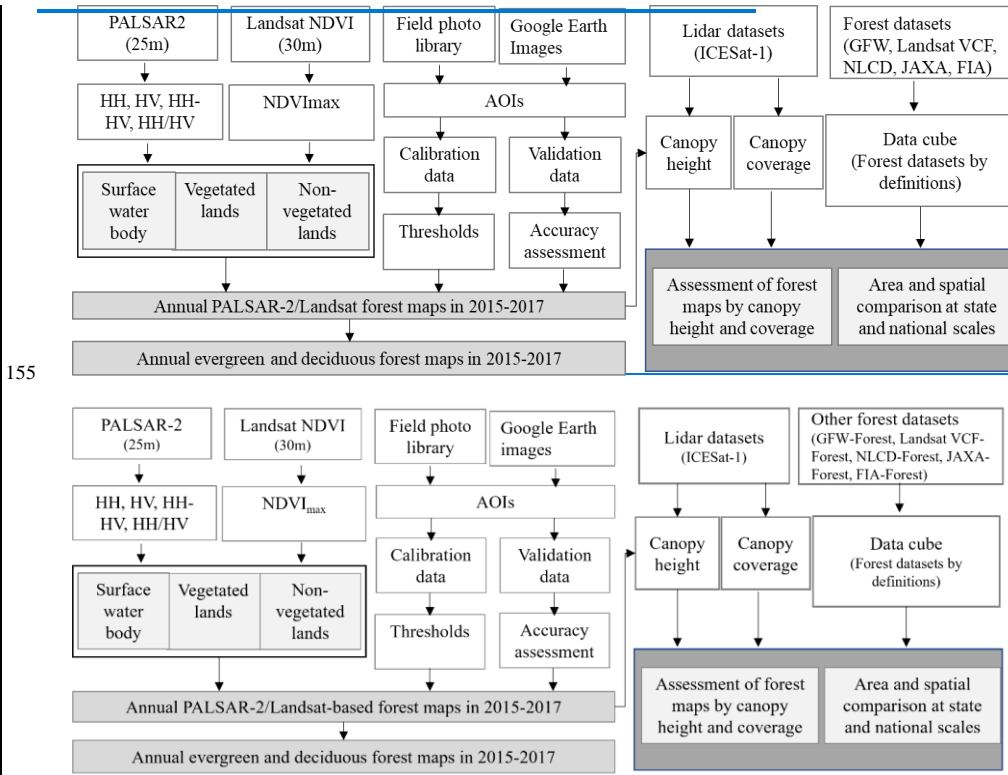 PALSAR2
(25m)
Landsat NDVI
(30m)
Field photo
library
Google Earth
Images
Lidar datasets
(ICESat-1)
Forest datasets
(GFW, Landsat VCF,
NLCD, JAXA, FIA)
HH, HV, HH-
HV, HH/HV
NDVImax
AOIs
Calibration
data
Validation
data
Canopy
height
Canopy
coverage
Data cube
(Forest datasets by
definitions)
Surface
water
body
Vegetated
lands
Non-
vegetated
lands
Thresholds
Accuracy
assessment
Annual PALSAR-2/Landsat forest maps in 2015-2017
Assessment of forest
maps by canopy
height and coverage
Area and spatial
comparison at state
and national scales
Annual evergreen and deciduous forest maps in 2015-2017
155
PALSAR-2
(25m)
Landsat NDVI
(30m)
Field photo
library
Google Earth
images
Lidar datasets
(ICESat-1)
Other forest datasets
(GFW-Forest, Landsat VCF-
Forest, NLCD-Forest, JAXA-
Forest, FIA-Forest)
HH, HV, HH-
HV, HH/HV
NDVImax
AOIs
Calibration
data
Validation
data
Canopy
height
Canopy
coverage
Data cube
(Forest datasets by
definitions)
Surface
water
body
Vegetated
lands
Non-
vegetated
lands
Thresholds
Accuracy
assessment
Annual PALSAR-2/Landsat-based forest maps in 2015-2017
Assessment of forest
maps by canopy
height and coverage
Area and spatial
comparison at state
and national scales
Annual evergreen and deciduous forest maps in 2015-2017